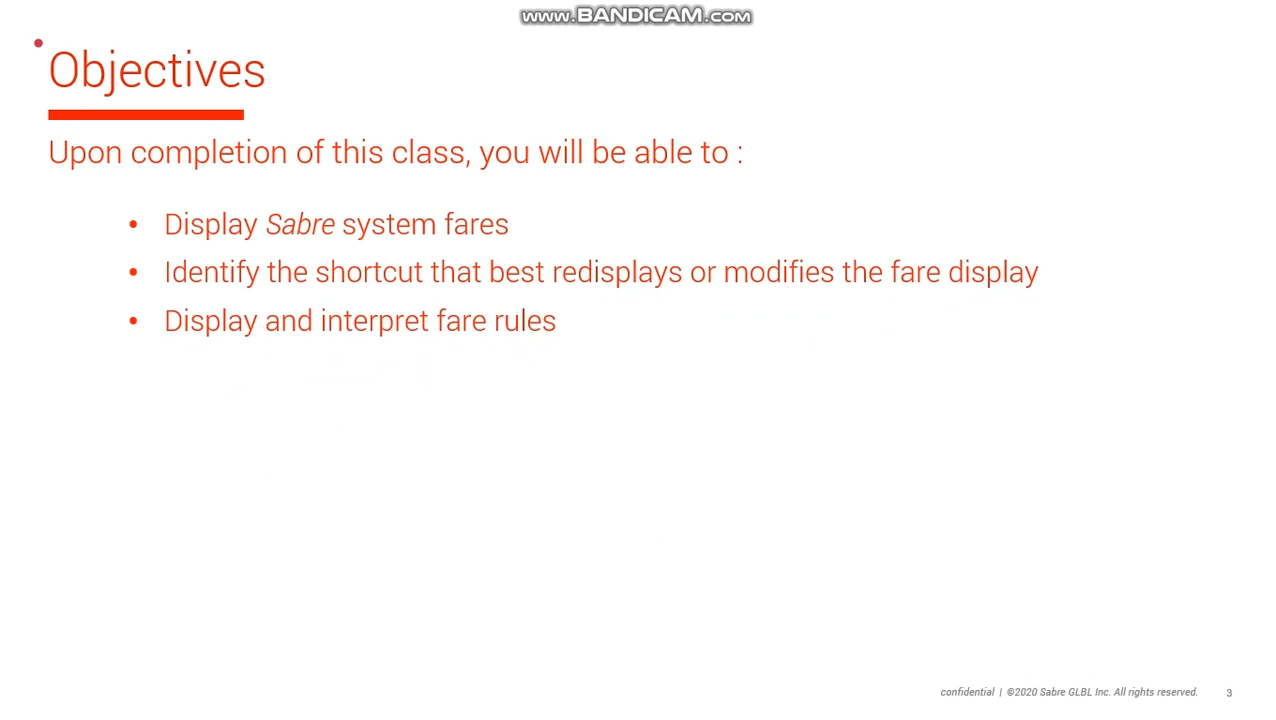 www.BANDICAM.com
Objectives
Upon completion of this class, you will be able to :
• Display Sabre system fares
• Identify the shortcut that best redisplays or modifies the fare display
• Display and interpret fare rules
confidential | ©2020 Sabre GLBL Inc. All rights reserved. 3